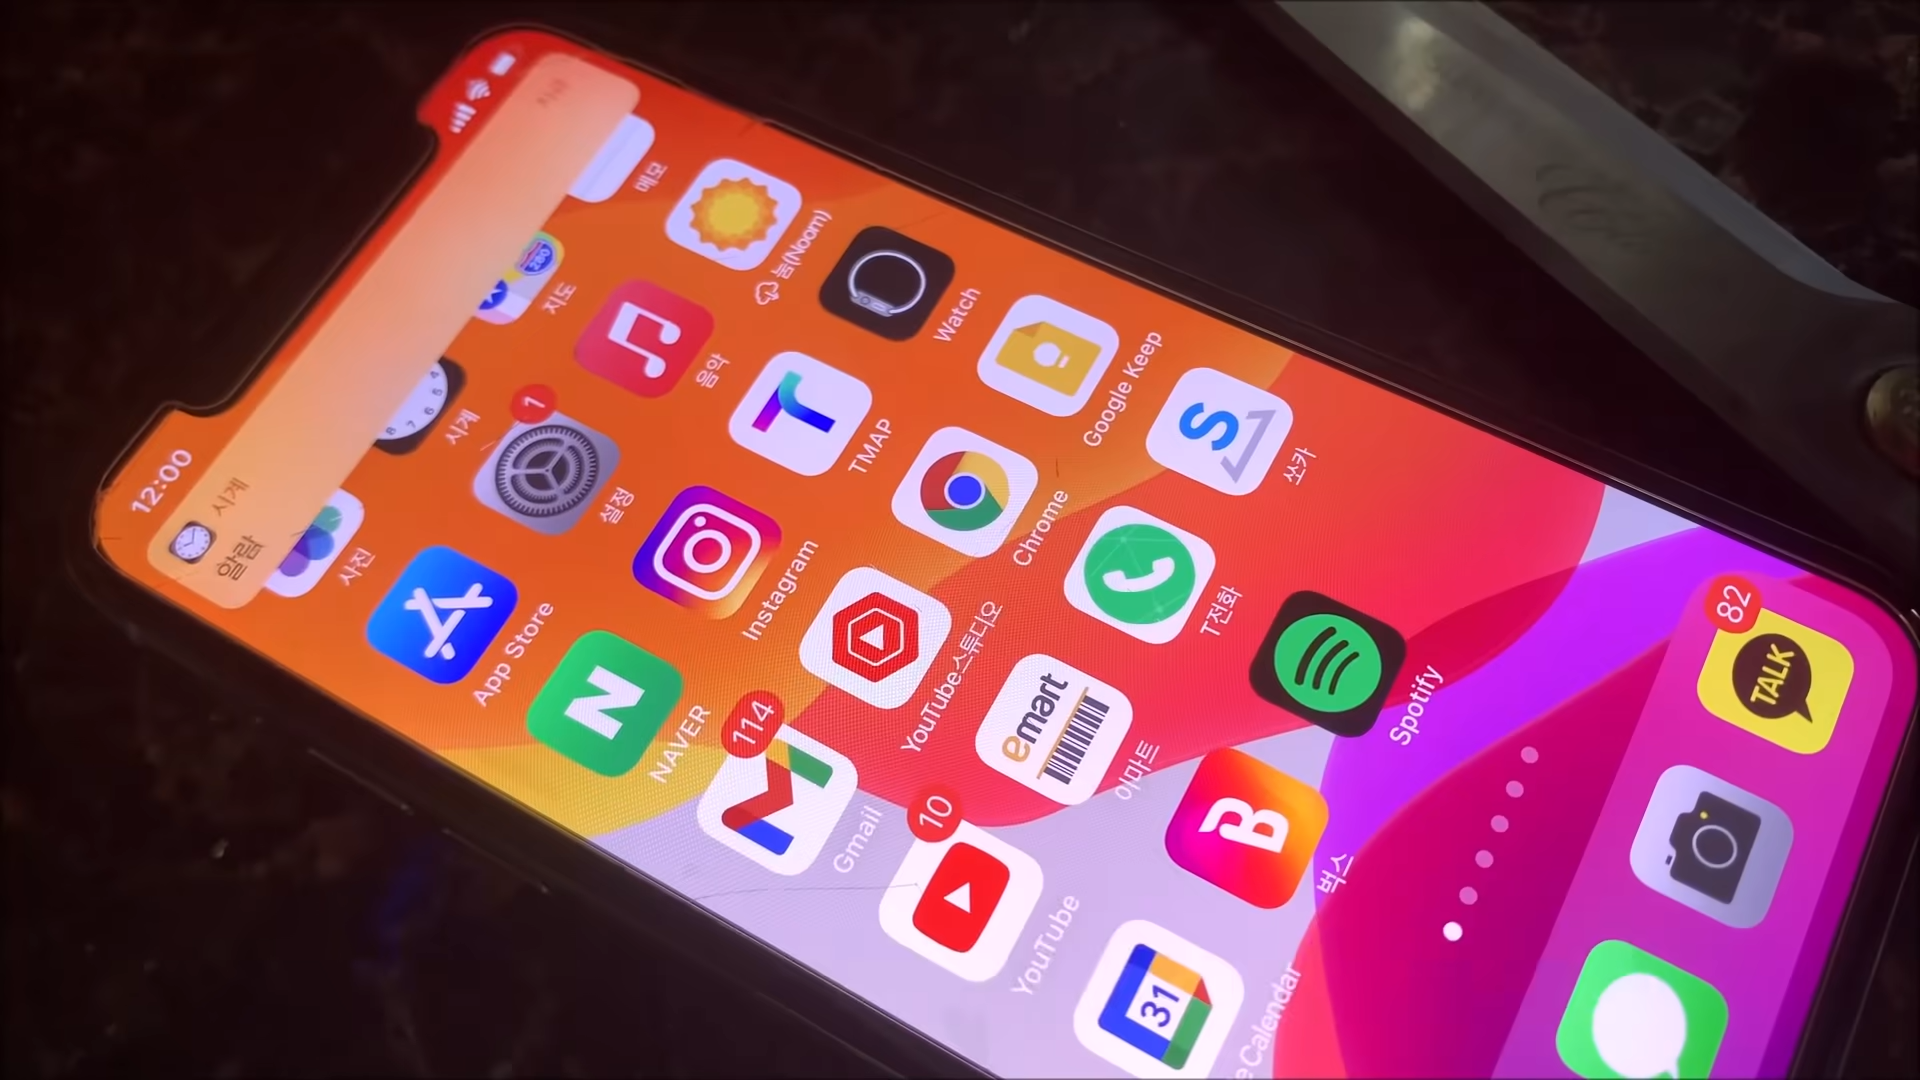 12:00
시계
알람
사진
시계
지도
메모
App Store
1
설정
음악
눔(Noom)
NAVER
Instagram
TMAP
Watch
114
Gmail
YouTube스튜디오
Chrome
Google Keep
10
YouTube
emart
이마트
T전화
S
쏘카
31
e Calendar
B
벅스
Spotify
82
TALK